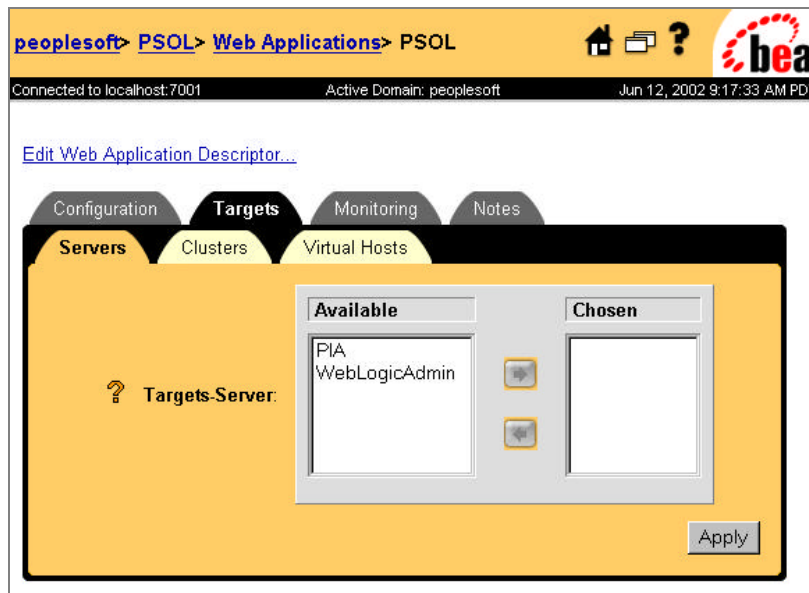 peoplesoft> PSOL> Web Applications> PSOL
?
bea
Connected to localhost:7001 Active Domain: peoplesoft Jun 12, 2002 9:17:33 AM PD
Edit Web Application Descriptor...
Configuration Targets Monitoring Notes
Servers Clusters Virtual Hosts
Available Chosen
PIA
WebLogicAdmin
? Targets-Server:
Apply